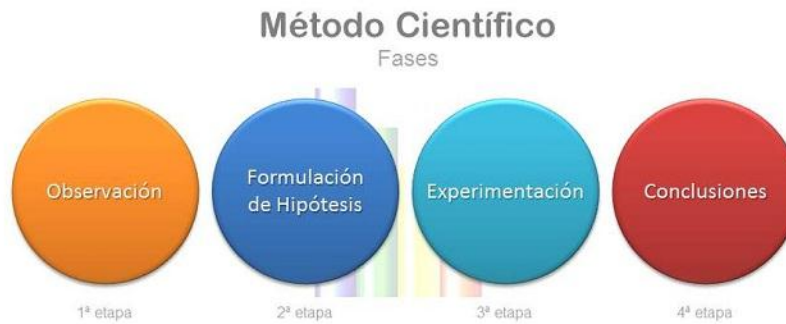 Método Científico
Fases
Observación
Formulación
de Hipótesis
Experimentación
Conclusiones
1ª etapa
2ª etapa
3ª etapa
4ª etapa